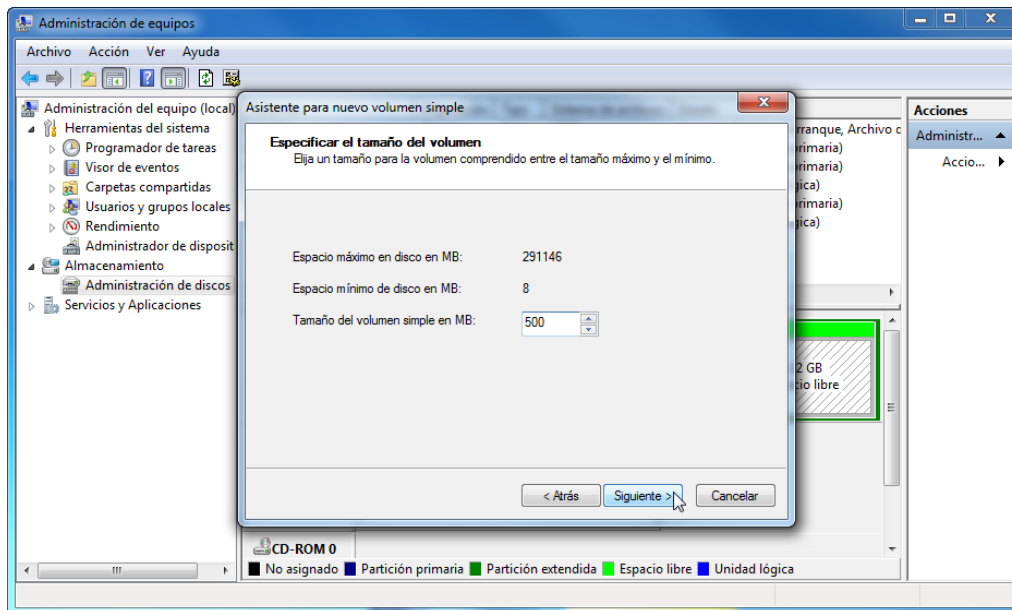 Administración de equipos
Archivo Acción Ver Ayuda
Administración del equipo (local)
Herramientas del sistema
Programador de tareas
Visor de eventos
Carpetas compartidas
Usuarios y grupos locales
Rendimiento
Administrador de disposit
Almacenamiento
Administración de discos
Servicios y Aplicaciones
Asistente para nuevo volumen simple
Especificar el tamaño del volumen
Elija un tamaño para la volumen comprendido entre el tamaño máximo y el mínimo.
Espacio máximo en disco en MB: 291146
Espacio mínimo de disco en MB: 8
Tamaño del volumen simple en MB: 500
< Atrás Siguiente > Cancelar
rranque, Archivo c
rimaria)
rimaria)
gica)
rimaria)
gica)
2 GB
cio libre
CD-ROM 0
No asignado Partición primaria Partición extendida Espacio libre Unidad lógica
Acciones
Administr...
Accio...